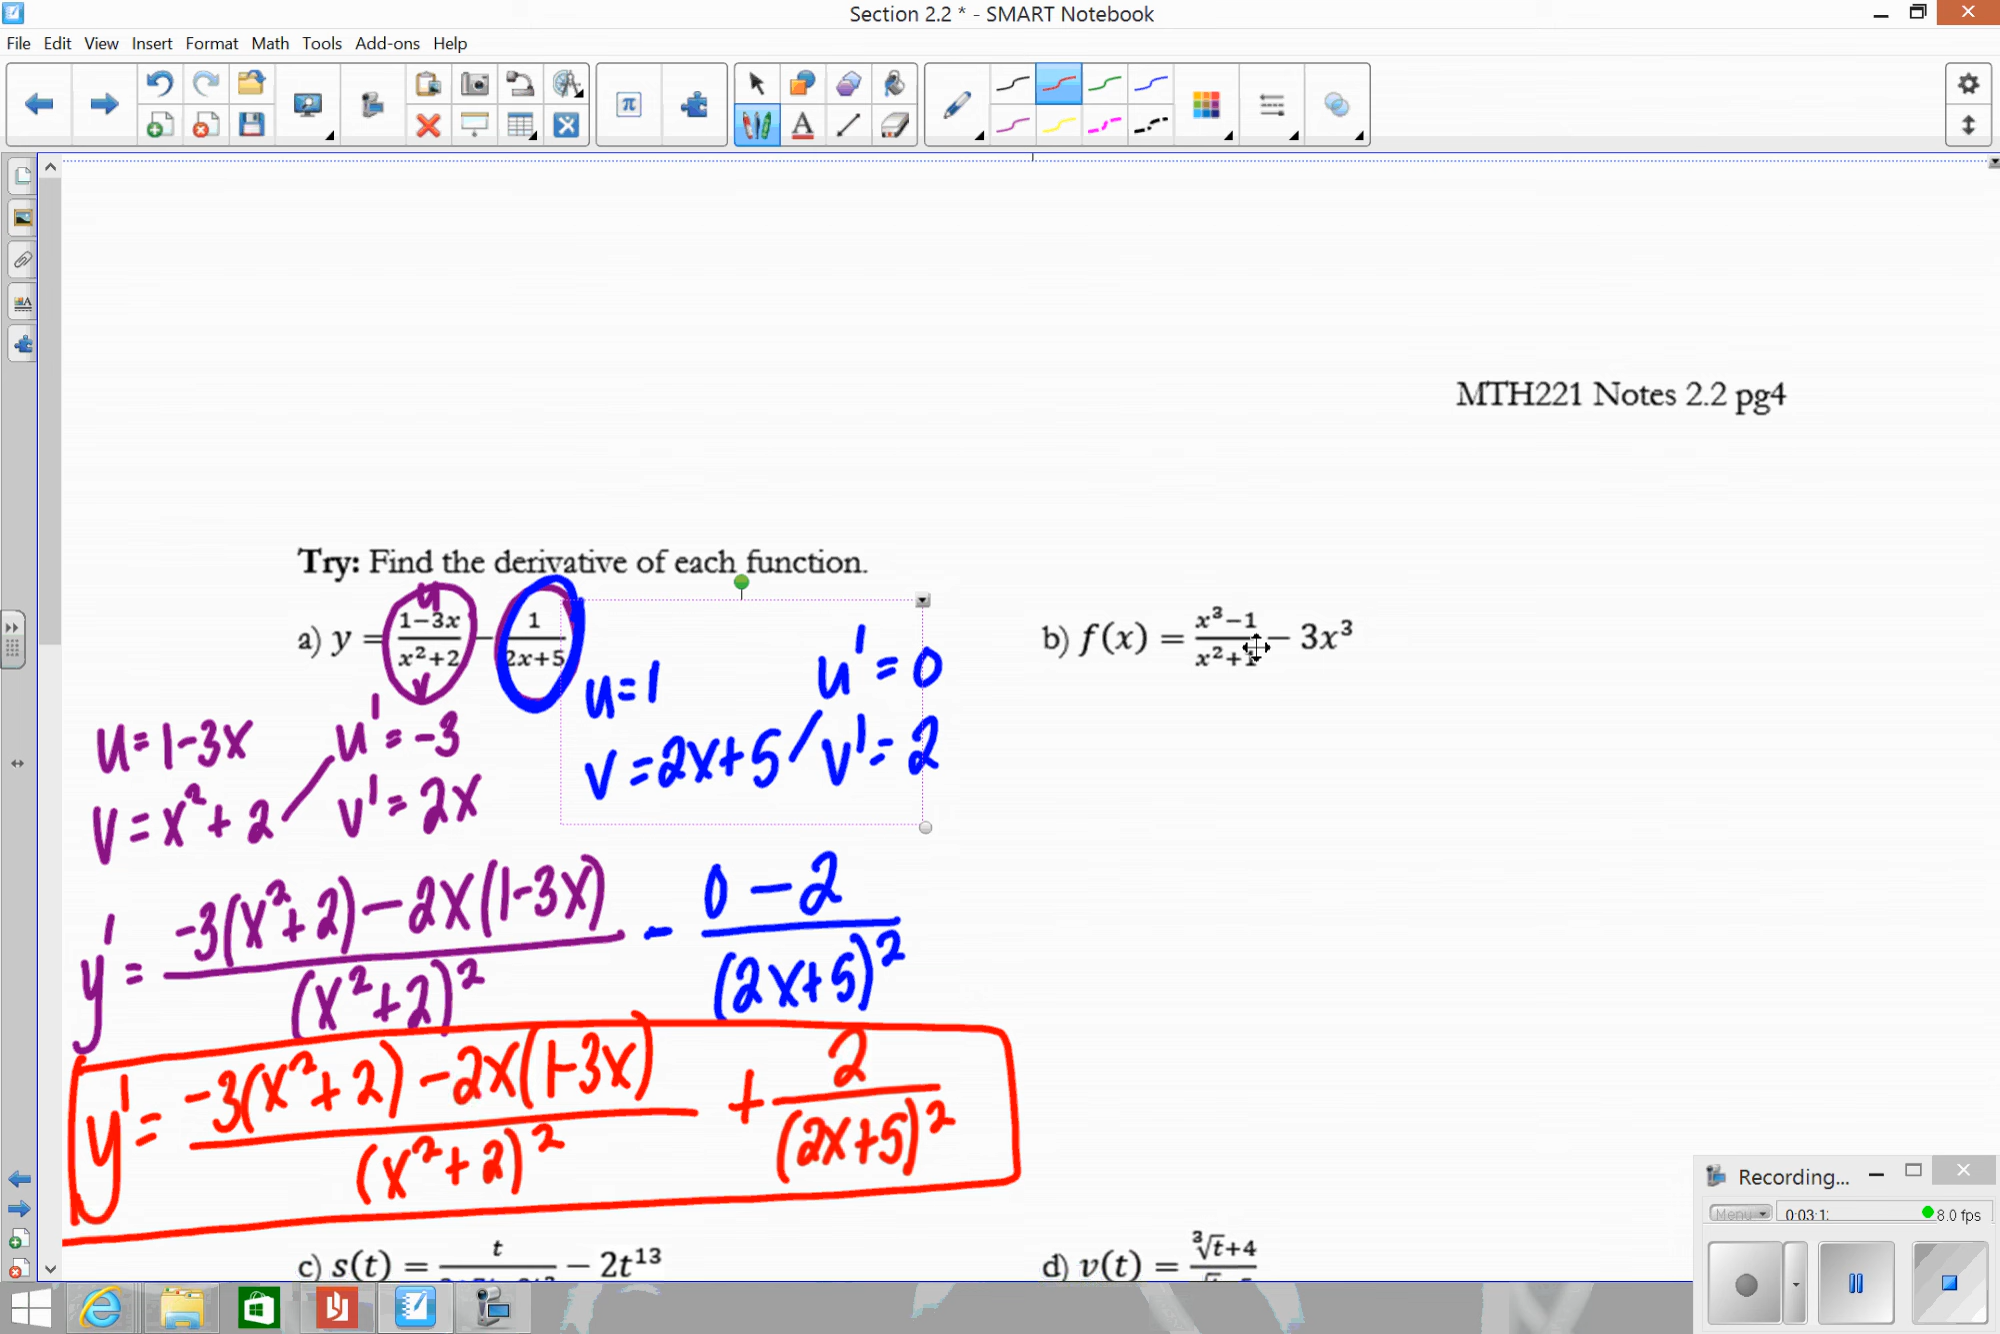 Section 2.2 * - SMART Notebook
File Edit View Insert Format Math Tools Add-ons Help
MTH221 Notes 2.2 pg4
Try: Find the derivative of each function.
a) y = (1−3x)/(x²+2) − 1/(2x+5)
b) f(x) = (x³−1)/(x²+1) − 3x³
u
v
u=1-3x u'=-3
v=x²+2 v'=2x
u=1 u'=0
v=2x+5 v'=2
y' = (-3(x²+2)-2x(1-3x))/(x²+2)² - (0-2)/(2x+5)²
y' = (-3(x²+2)-2x(1-3x))/(x²+2)² + 2/(2x+5)²
c) s(t) = t − 2t¹³
d) v(t) = ∛t+4
Recording...
Menu 0:03:1 8.0 fps